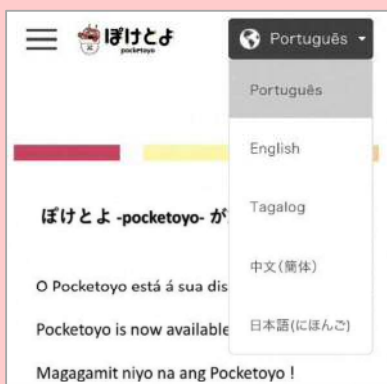 ぽけとよ
pocketoyo
Português
Português
English
Tagalog
中文(简体)
日本語(にほんご)
ぽけとよ -pocketoyo- が
O Pocketoyo está á sua dis
Pocketoyo is now available
Magagamit niyo na ang Pocketoyo !